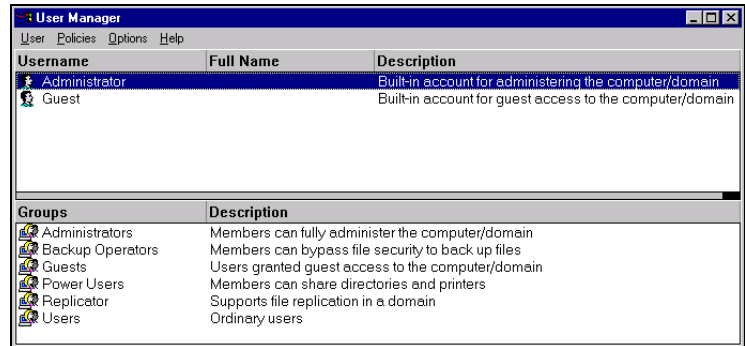 User Manager
User Policies Options Help
Username Full Name Description
Administrator Built-in account for administering the computer/domain
Guest Built-in account for guest access to the computer/domain
Groups Description
Administrators Members can fully administer the computer/domain
Backup Operators Members can bypass file security to back up files
Guests Users granted guest access to the computer/domain
Power Users Members can share directories and printers
Replicator Supports file replication in a domain
Users Ordinary users